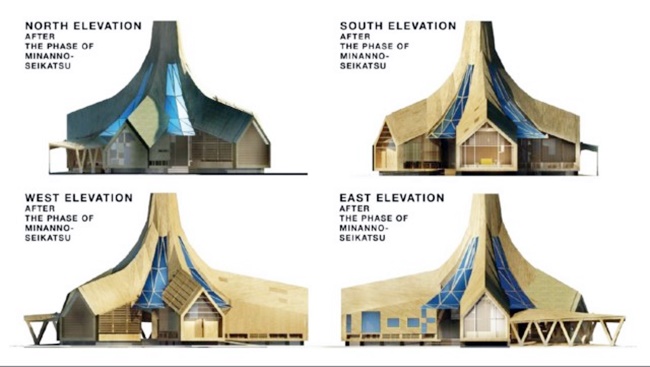 NORTH ELEVATION
AFTER
THE PHASE OF
MINANNO-
SEIKATSU
SOUTH ELEVATION
AFTER
THE PHASE OF
MINANNO-
SEIKATSU
WEST ELEVATION
AFTER
THE PHASE OF
MINANNO-
SEIKATSU
EAST ELEVATION
AFTER
THE PHASE OF
MINANNO-
SEIKATSU